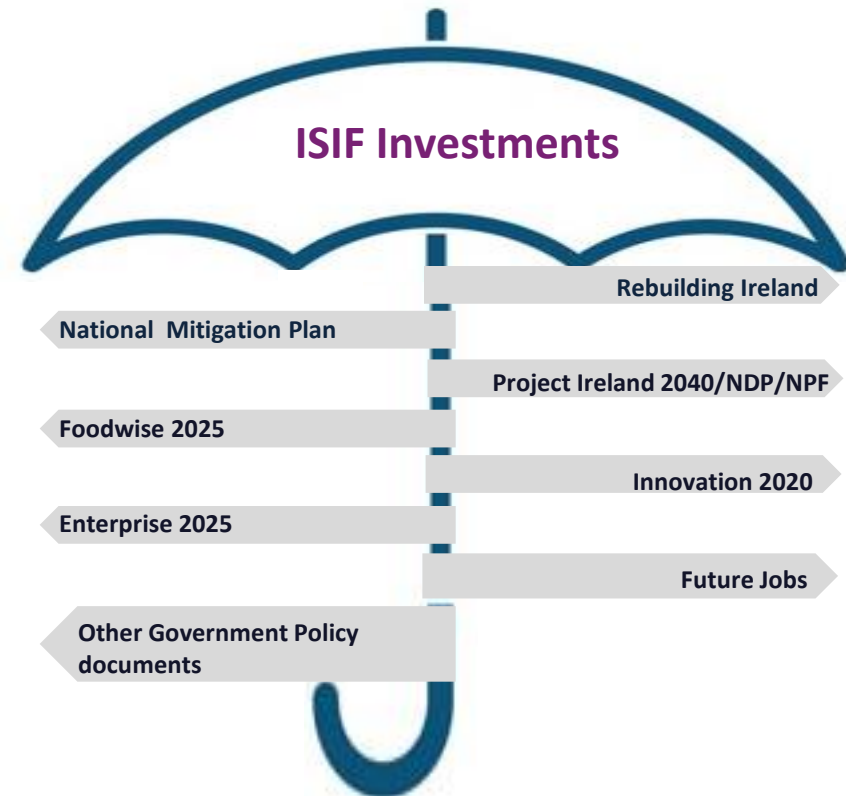 ISIF Investments
Rebuilding Ireland
National Mitigation Plan
Project Ireland 2040/NDP/NPF
Foodwise 2025
Innovation 2020
Enterprise 2025
Future Jobs
Other Government Policy
documents